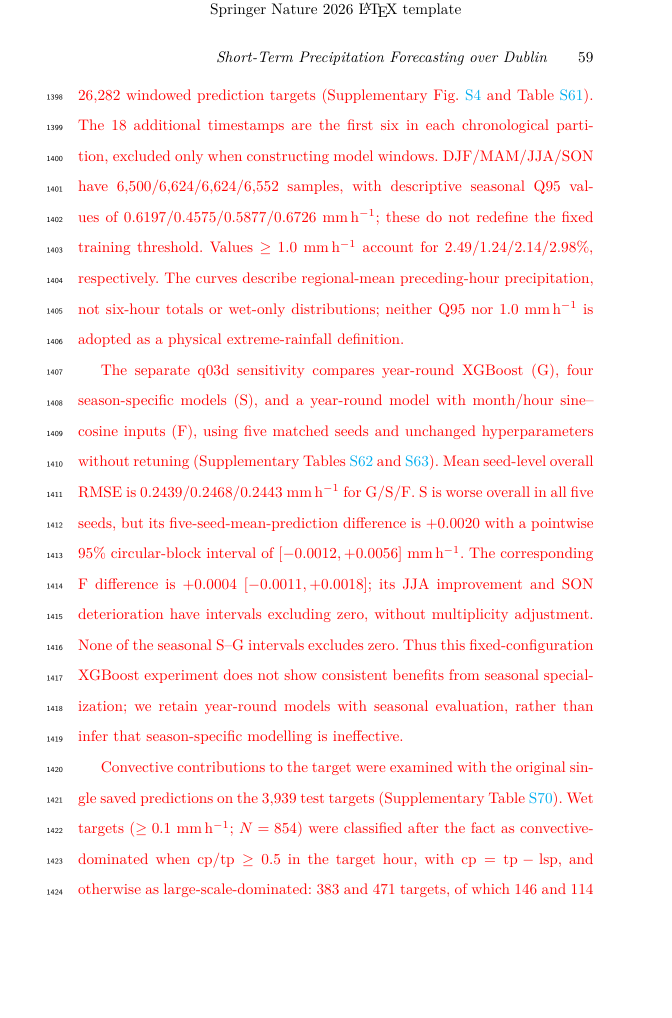 Springer Nature 2026 LATEX template
Short-Term Precipitation Forecasting over Dublin 59
1398 26,282 windowed prediction targets (Supplementary Fig. S4 and Table S61).
1399 The 18 additional timestamps are the first six in each chronological parti-
1400 tion, excluded only when constructing model windows. DJF/MAM/JJA/SON
1401 have 6,500/6,624/6,624/6,552 samples, with descriptive seasonal Q95 val-
1402 ues of 0.6197/0.4575/0.5877/0.6726 mm h⁻¹; these do not redefine the fixed
1403 training threshold. Values ≥ 1.0 mm h⁻¹ account for 2.49/1.24/2.14/2.98%,
1404 respectively. The curves describe regional-mean preceding-hour precipitation,
1405 not six-hour totals or wet-only distributions; neither Q95 nor 1.0 mm h⁻¹ is
1406 adopted as a physical extreme-rainfall definition.
1407 The separate q03d sensitivity compares year-round XGBoost (G), four
1408 season-specific models (S), and a year-round model with month/hour sine–
1409 cosine inputs (F), using five matched seeds and unchanged hyperparameters
1410 without retuning (Supplementary Tables S62 and S63). Mean seed-level overall
1411 RMSE is 0.2439/0.2468/0.2443 mm h⁻¹ for G/S/F. S is worse overall in all five
1412 seeds, but its five-seed-mean-prediction difference is +0.0020 with a pointwise
1413 95% circular-block interval of [−0.0012, +0.0056] mm h⁻¹. The corresponding
1414 F difference is +0.0004 [−0.0011, +0.0018]; its JJA improvement and SON
1415 deterioration have intervals excluding zero, without multiplicity adjustment.
1416 None of the seasonal S–G intervals excludes zero. Thus this fixed-configuration
1417 XGBoost experiment does not show consistent benefits from seasonal special-
1418 ization; we retain year-round models with seasonal evaluation, rather than
1419 infer that season-specific modelling is ineffective.
1420 Convective contributions to the target were examined with the original sin-
1421 gle saved predictions on the 3,939 test targets (Supplementary Table S70). Wet
1422 targets (≥ 0.1 mm h⁻¹; N = 854) were classified after the fact as convective-
1423 dominated when cp/tp ≥ 0.5 in the target hour, with cp = tp − lsp, and
1424 otherwise as large-scale-dominated: 383 and 471 targets, of which 146 and 114